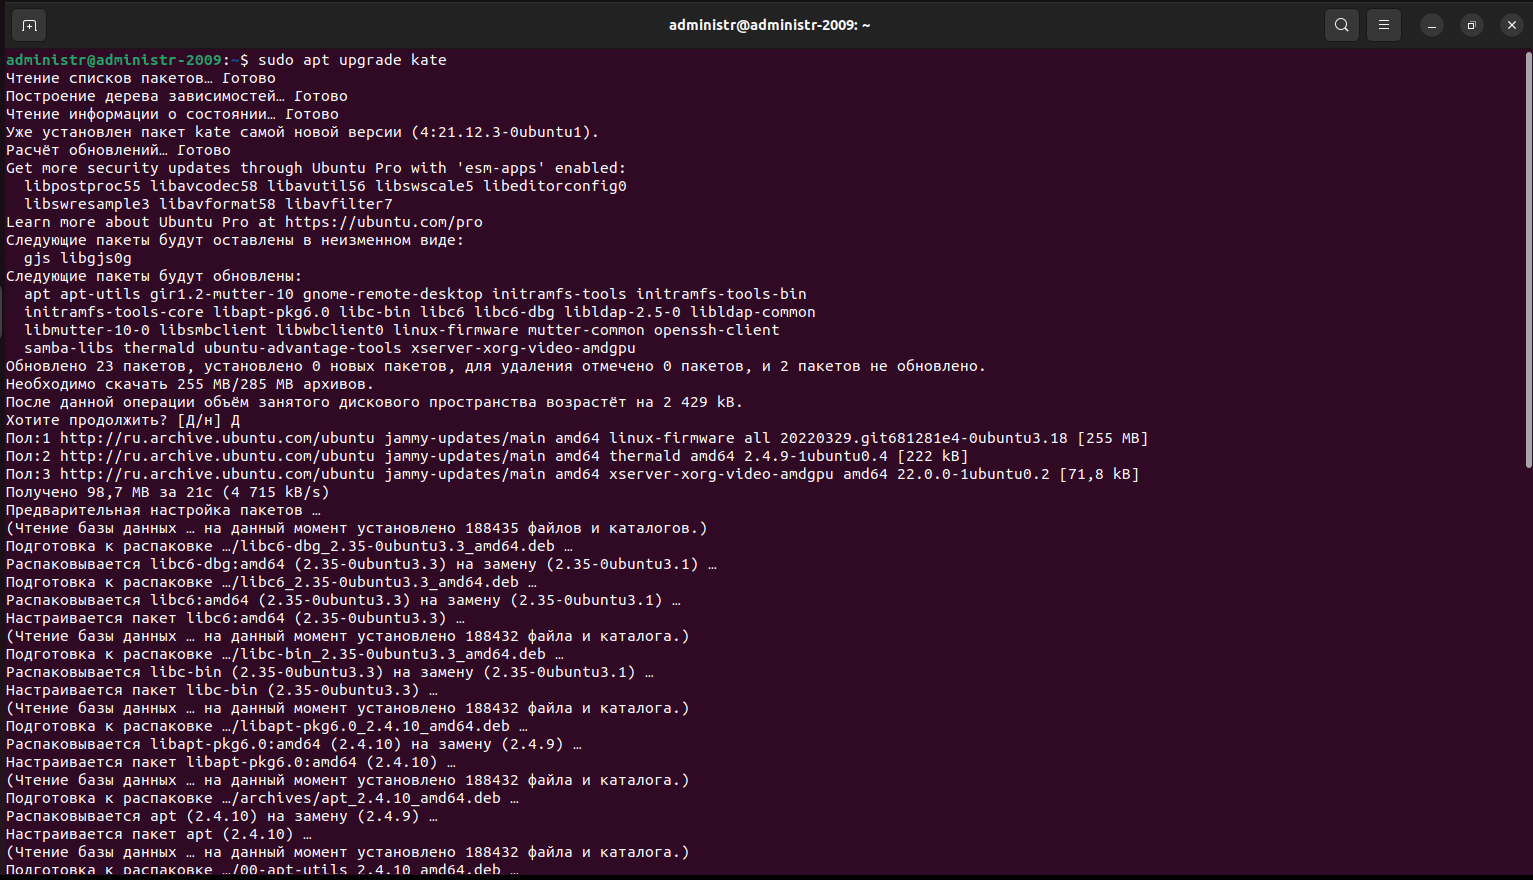 administr@administr-2009: ~
administr@administr-2009:~$ sudo apt upgrade kate
Чтение списков пакетов… Готово
Построение дерева зависимостей… Готово
Чтение информации о состоянии… Готово
Уже установлен пакет kate самой новой версии (4:21.12.3-0ubuntu1).
Расчёт обновлений… Готово
Get more security updates through Ubuntu Pro with 'esm-apps' enabled:
  libpostproc55 libavcodec58 libavutil56 libswscale5 libeditorconfig0
  libswresample3 libavformat58 libavfilter7
Learn more about Ubuntu Pro at https://ubuntu.com/pro
Следующие пакеты будут оставлены в неизменном виде:
  gjs libgjs0g
Следующие пакеты будут обновлены:
  apt apt-utils gir1.2-mutter-10 gnome-remote-desktop initramfs-tools initramfs-tools-bin
  initramfs-tools-core libapt-pkg6.0 libc-bin libc6 libc6-dbg libldap-2.5-0 libldap-common
  libmutter-10-0 libsmbclient libwbclient0 linux-firmware mutter-common openssh-client
  samba-libs thermald ubuntu-advantage-tools xserver-xorg-video-amdgpu
Обновлено 23 пакетов, установлено 0 новых пакетов, для удаления отмечено 0 пакетов, и 2 пакетов не обновлено.
Необходимо скачать 255 MB/285 MB архивов.
После данной операции объём занятого дискового пространства возрастёт на 2 429 kB.
Хотите продолжить? [Д/н] Д
Пол:1 http://ru.archive.ubuntu.com/ubuntu jammy-updates/main amd64 linux-firmware all 20220329.git681281e4-0ubuntu3.18 [255 MB]
Пол:2 http://ru.archive.ubuntu.com/ubuntu jammy-updates/main amd64 thermald amd64 2.4.9-1ubuntu0.4 [222 kB]
Пол:3 http://ru.archive.ubuntu.com/ubuntu jammy-updates/main amd64 xserver-xorg-video-amdgpu amd64 22.0.0-1ubuntu0.2 [71,8 kB]
Получено 98,7 MB за 21с (4 715 kB/s)
Предварительная настройка пакетов …
(Чтение базы данных … на данный момент установлено 188435 файлов и каталогов.)
Подготовка к распаковке …/libc6-dbg_2.35-0ubuntu3.3_amd64.deb …
Распаковывается libc6-dbg:amd64 (2.35-0ubuntu3.3) на замену (2.35-0ubuntu3.1) …
Подготовка к распаковке …/libc6_2.35-0ubuntu3.3_amd64.deb …
Распаковывается libc6:amd64 (2.35-0ubuntu3.3) на замену (2.35-0ubuntu3.1) …
Настраивается пакет libc6:amd64 (2.35-0ubuntu3.3) …
(Чтение базы данных … на данный момент установлено 188432 файла и каталога.)
Подготовка к распаковке …/libc-bin_2.35-0ubuntu3.3_amd64.deb …
Распаковывается libc-bin (2.35-0ubuntu3.3) на замену (2.35-0ubuntu3.1) …
Настраивается пакет libc-bin (2.35-0ubuntu3.3) …
(Чтение базы данных … на данный момент установлено 188432 файла и каталога.)
Подготовка к распаковке …/libapt-pkg6.0_2.4.10_amd64.deb …
Распаковывается libapt-pkg6.0:amd64 (2.4.10) на замену (2.4.9) …
Настраивается пакет libapt-pkg6.0:amd64 (2.4.10) …
(Чтение базы данных … на данный момент установлено 188432 файла и каталога.)
Подготовка к распаковке …/archives/apt_2.4.10_amd64.deb …
Распаковывается apt (2.4.10) на замену (2.4.9) …
Настраивается пакет apt (2.4.10) …
(Чтение базы данных … на данный момент установлено 188432 файла и каталога.)
Подготовка к распаковке …/00-apt-utils_2.4.10_amd64.deb …